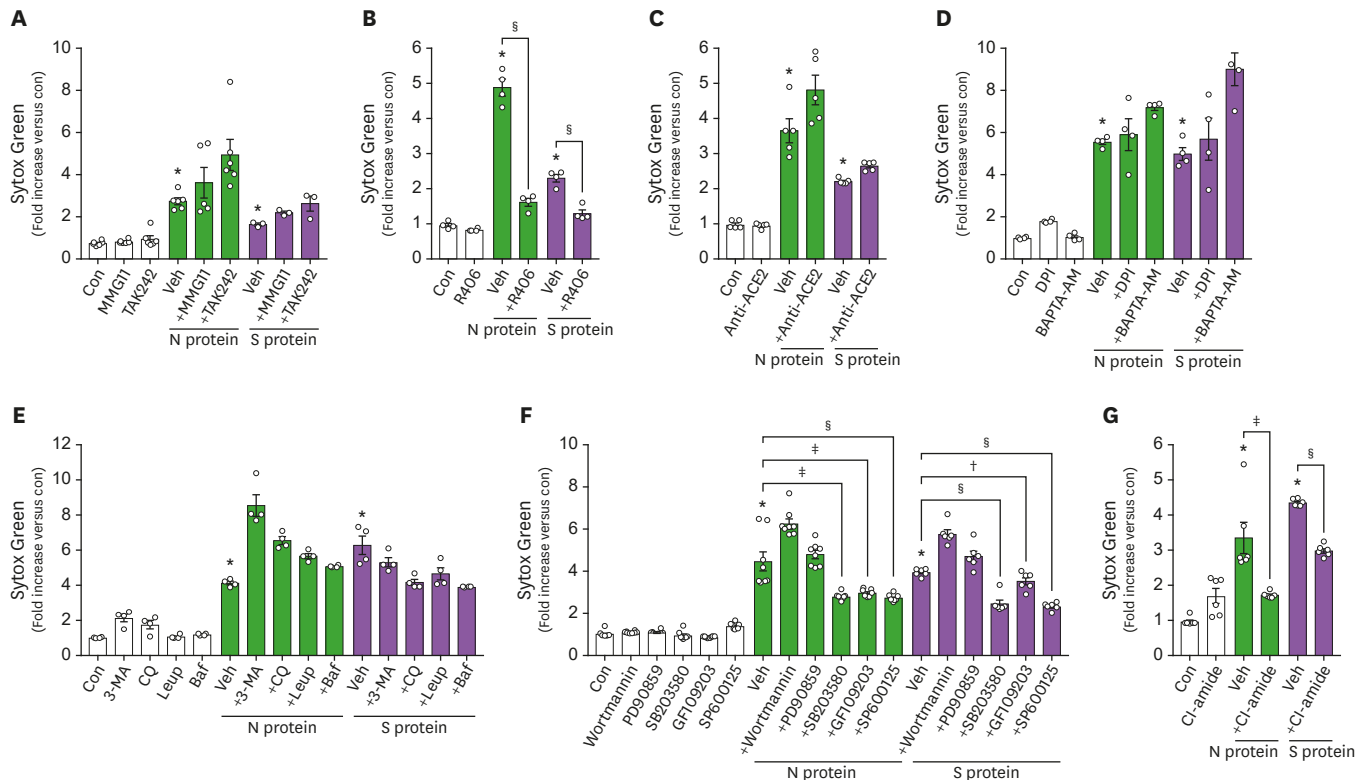 A
Sytox Green
(Fold increase versus con)
10
8
6
4
2
0
*
*
Con
MMG11
TAK242
Veh
+MMG11
+TAK242
Veh
+MMG11
+TAK242
N protein
S protein
B
Sytox Green
(Fold increase versus con)
6
5
4
3
2
1
0
§
*
§
*
Con
R406
Veh
+R406
Veh
+R406
N protein
S protein
C
Sytox Green
(Fold increase versus con)
6
5
4
3
2
1
0
*
*
Con
Anti-ACE2
Veh
+Anti-ACE2
Veh
+Anti-ACE2
N protein
S protein
D
Sytox Green
(Fold increase versus con)
10
8
6
4
2
0
*
*
Con
DPI
BAPTA-AM
Veh
+DPI
+BAPTA-AM
Veh
+DPI
+BAPTA-AM
N protein
S protein
E
Sytox Green
(Fold increase versus con)
12
10
8
6
4
2
0
*
*
Con
3-MA
CQ
Leup
Baf
Veh
+3-MA
+CQ
+Leup
+Baf
Veh
+3-MA
+CQ
+Leup
+Baf
N protein
S protein
F
Sytox Green
(Fold increase versus con)
10
8
6
4
2
0
§
‡
‡
*
§
†
§
*
Con
Wortmannin
PD90859
SB203580
GF109203
SP600125
Veh
+Wortmannin
+PD90859
+SB203580
+GF109203
+SP600125
Veh
+Wortmannin
+PD90859
+SB203580
+GF109203
+SP600125
N protein
S protein
G
Sytox Green
(Fold increase versus con)
6
5
4
3
2
1
0
‡
*
§
*
Con
Cl-amide
Veh
+Cl-amide
Veh
+Cl-amide
N protein
S protein